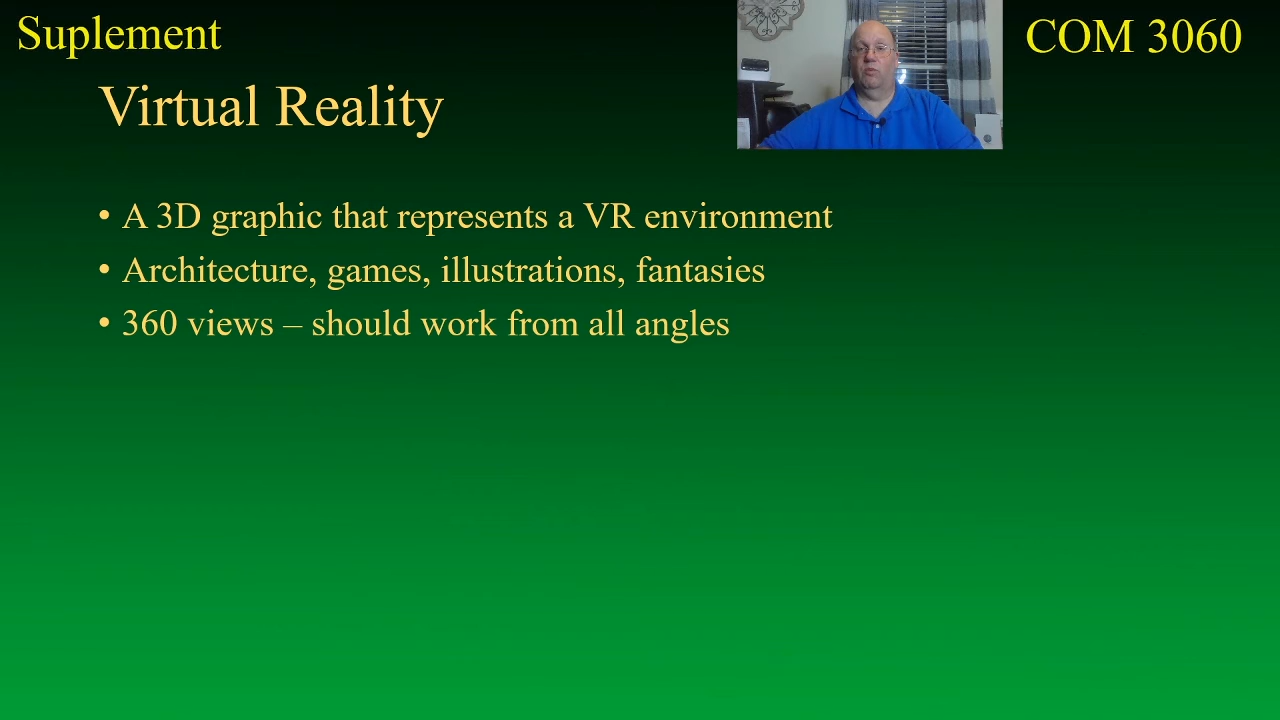 Suplement
COM 3060
Virtual Reality
• A 3D graphic that represents a VR environment
• Architecture, games, illustrations, fantasies
• 360 views – should work from all angles